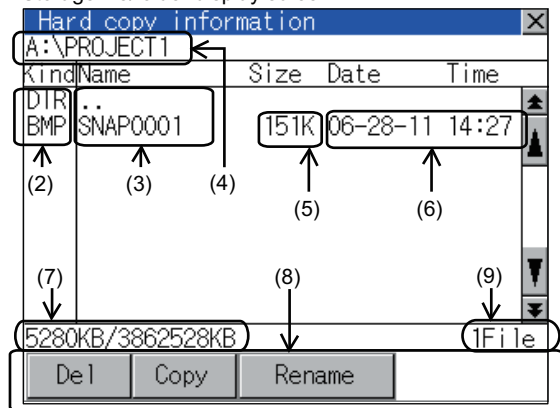 Hard copy information
A:\PROJECT1
Kind Name Size Date Time
DIR ..
BMP SNAP0001 151K 06-28-11 14:27
(2) (3) (4) (5) (6)
(7) (8) (9)
5280KB/3862528KB 1File
Del Copy Rename